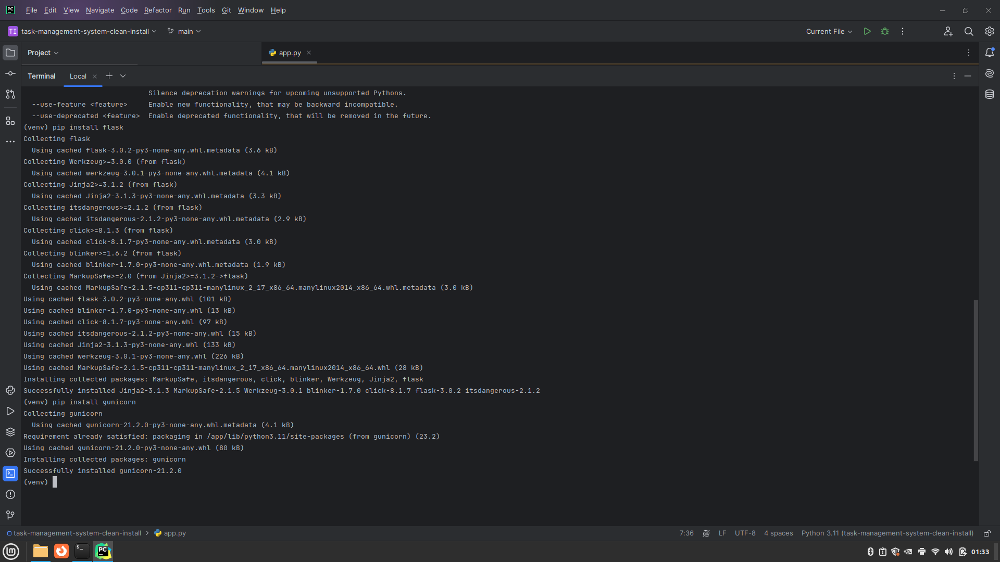 File Edit View Navigate Code Refactor Run Tools Git Window Help
TI task-management-system-clean-install main Current File
Project app.py
Terminal Local
Silence deprecation warnings for upcoming unsupported Pythons.
--use-feature <feature> Enable new functionality, that may be backward incompatible.
--use-deprecated <feature> Enable deprecated functionality, that will be removed in the future.
(venv) pip install flask
Collecting flask
Using cached flask-3.0.2-py3-none-any.whl.metadata (3.6 kB)
Collecting Werkzeug>=3.0.0 (from flask)
Using cached werkzeug-3.0.1-py3-none-any.whl.metadata (4.1 kB)
Collecting Jinja2>=3.1.2 (from flask)
Using cached Jinja2-3.1.3-py3-none-any.whl.metadata (3.3 kB)
Collecting itsdangerous>=2.1.2 (from flask)
Using cached itsdangerous-2.1.2-py3-none-any.whl.metadata (2.9 kB)
Collecting click>=8.1.3 (from flask)
Using cached click-8.1.7-py3-none-any.whl.metadata (3.0 kB)
Collecting blinker>=1.6.2 (from flask)
Using cached blinker-1.7.0-py3-none-any.whl.metadata (1.9 kB)
Collecting MarkupSafe>=2.0 (from Jinja2>=3.1.2->flask)
Using cached MarkupSafe-2.1.5-cp311-cp311-manylinux_2_17_x86_64.manylinux2014_x86_64.whl.metadata (3.0 kB)
Using cached flask-3.0.2-py3-none-any.whl (101 kB)
Using cached blinker-1.7.0-py3-none-any.whl (13 kB)
Using cached click-8.1.7-py3-none-any.whl (97 kB)
Using cached itsdangerous-2.1.2-py3-none-any.whl (15 kB)
Using cached Jinja2-3.1.3-py3-none-any.whl (133 kB)
Using cached werkzeug-3.0.1-py3-none-any.whl (226 kB)
Using cached MarkupSafe-2.1.5-cp311-cp311-manylinux_2_17_x86_64.manylinux2014_x86_64.whl (28 kB)
Installing collected packages: MarkupSafe, itsdangerous, click, blinker, Werkzeug, Jinja2, flask
Successfully installed Jinja2-3.1.3 MarkupSafe-2.1.5 Werkzeug-3.0.1 blinker-1.7.0 click-8.1.7 flask-3.0.2 itsdangerous-2.1.2
(venv) pip install gunicorn
Collecting gunicorn
Using cached gunicorn-21.2.0-py3-none-any.whl.metadata (4.1 kB)
Requirement already satisfied: packaging in /app/lib/python3.11/site-packages (from gunicorn) (23.2)
Using cached gunicorn-21.2.0-py3-none-any.whl (80 kB)
Installing collected packages: gunicorn
Successfully installed gunicorn-21.2.0
(venv)
task-management-system-clean-install > app.py 7:36 LF UTF-8 4 spaces Python 3.11 (task-management-system-clean-install)
01:33